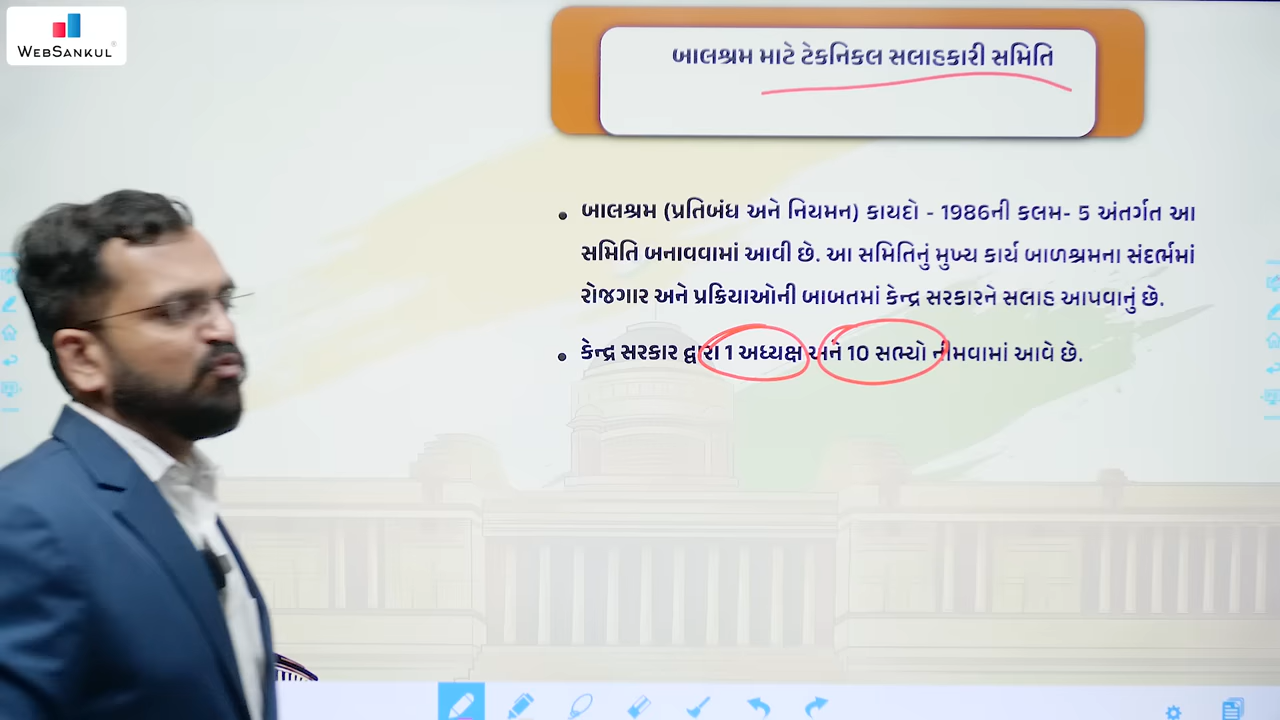 WEBSANKUL
બાલશ્રમ માટે ટેકનિકલ સલાહકારી સમિતિ
• બાલશ્રમ (પ્રતિબંધ અને નિયમન) કાયદો - 1986ની કલમ- 5 અંતર્ગત આ
સમિતિ બનાવવામાં આવી છે. આ સમિતિનું મુખ્ય કાર્ય બાળશ્રમના સંદર્ભમાં
રોજગાર અને પ્રક્રિયાઓની બાબતમાં કેન્દ્ર સરકારને સલાહ આપવાનું છે.
• કેન્દ્ર સરકાર દ્વારા 1 અધ્યક્ષ અને 10 સભ્યો નીમવામાં આવે છે.